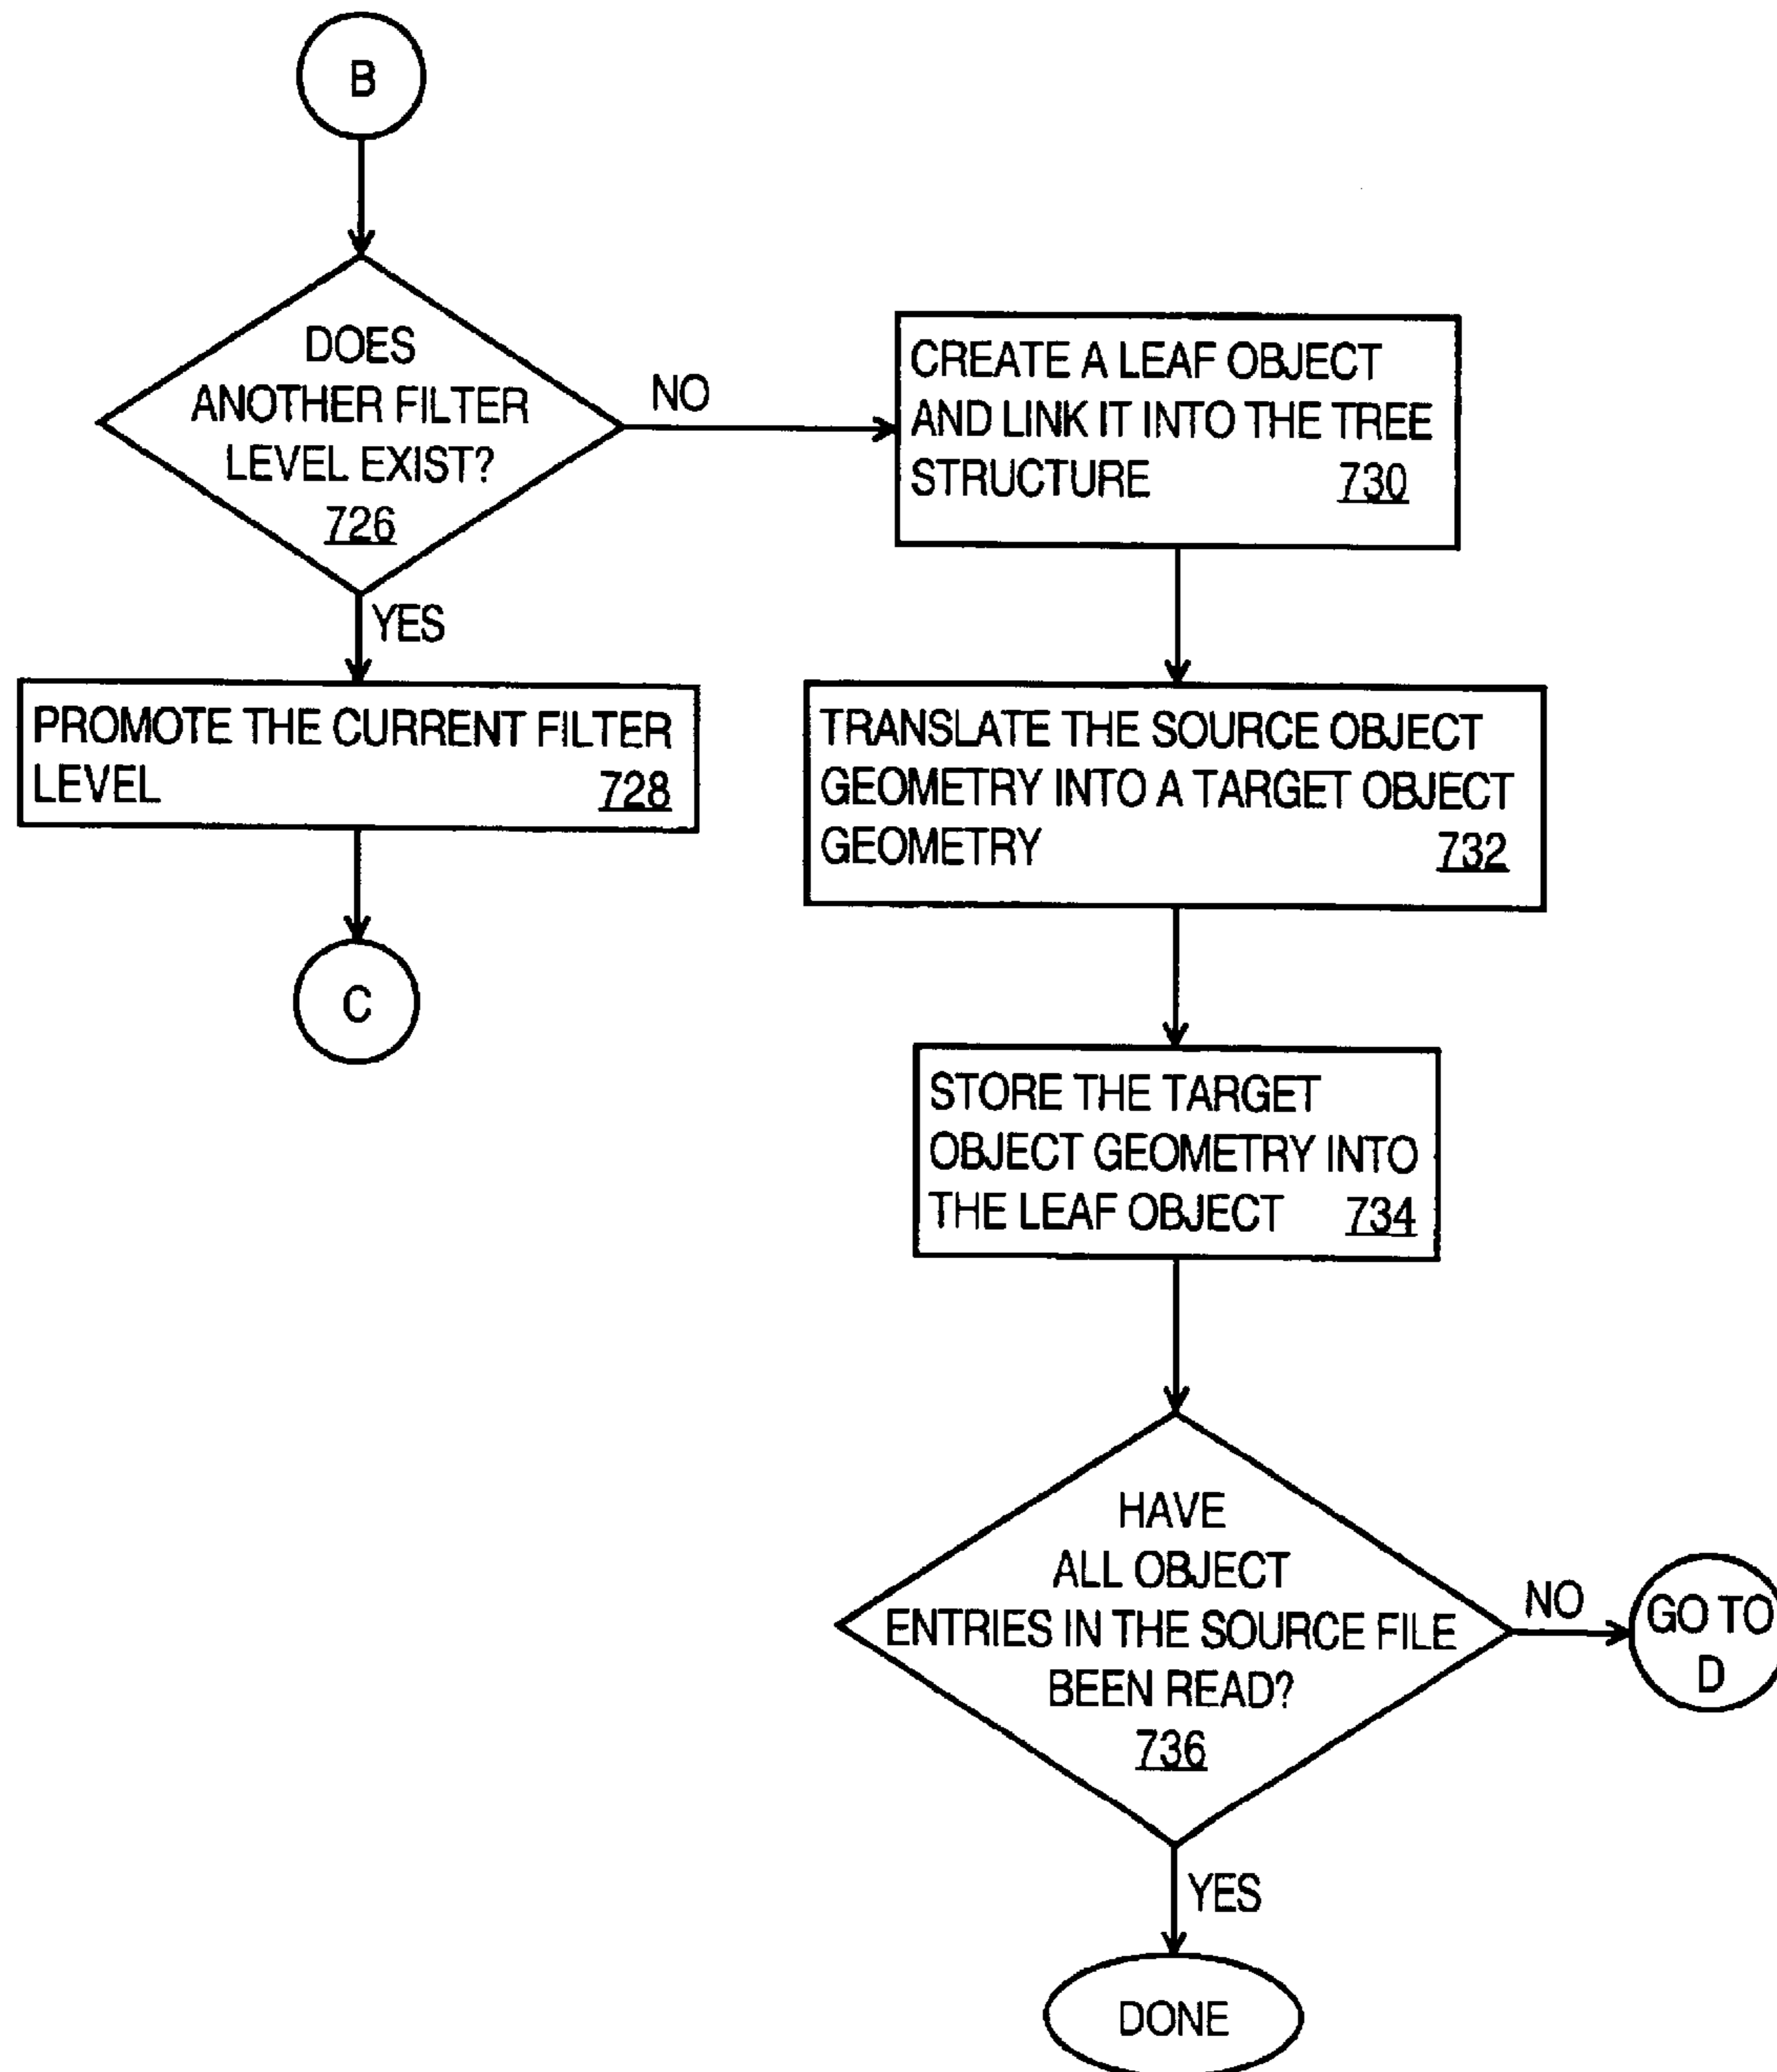 B
DOES
ANOTHER FILTER
LEVEL EXIST?
726
NO
YES
CREATE A LEAF OBJECT
AND LINK IT INTO THE TREE
STRUCTURE 730
PROMOTE THE CURRENT FILTER
LEVEL 728
C
TRANSLATE THE SOURCE OBJECT
GEOMETRY INTO A TARGET OBJECT
GEOMETRY 732
STORE THE TARGET
OBJECT GEOMETRY INTO
THE LEAF OBJECT 734
HAVE
ALL OBJECT
ENTRIES IN THE SOURCE FILE
BEEN READ?
736
NO
GO TO
D
YES
DONE